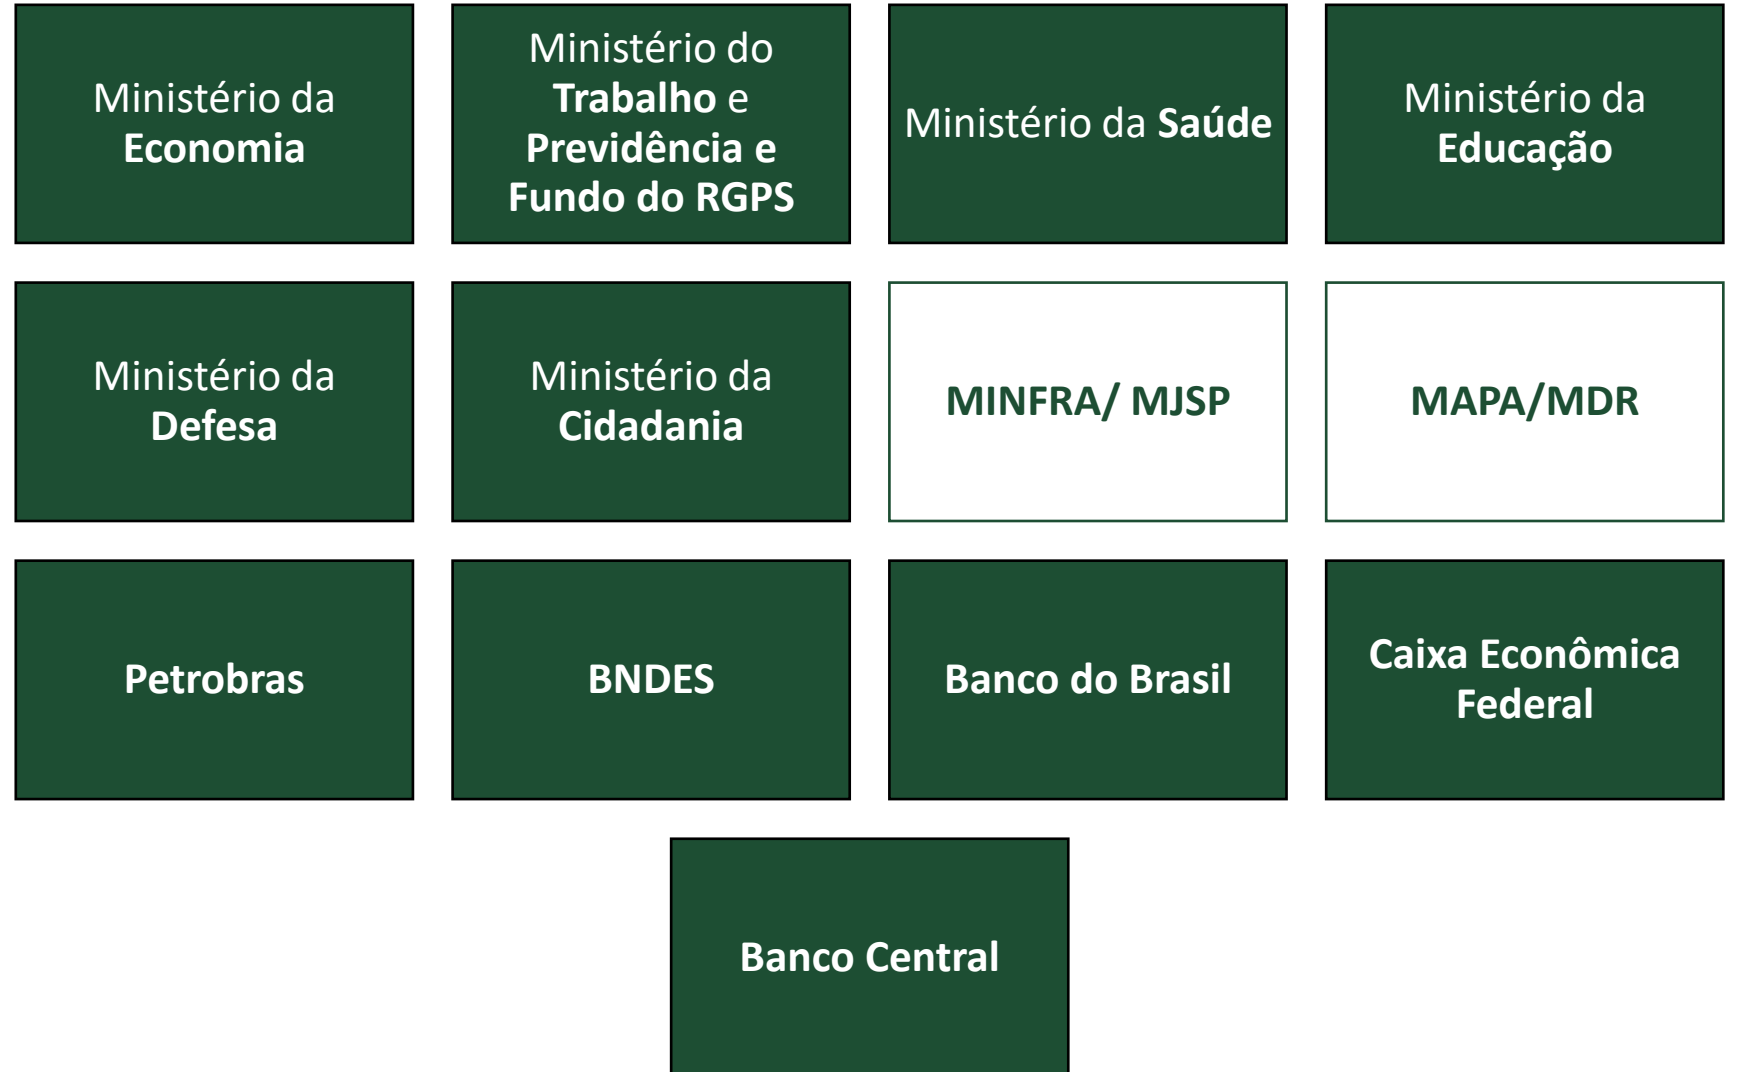 Ministério da
Economia
Ministério do
Trabalho e
Previdência e
Fundo do RGPS
Ministério da Saúde
Ministério da
Educação
Ministério da
Defesa
Ministério da
Cidadania
MINFRA/ MJSP
MAPA/MDR
Petrobras
BNDES
Banco do Brasil
Caixa Econômica
Federal
Banco Central